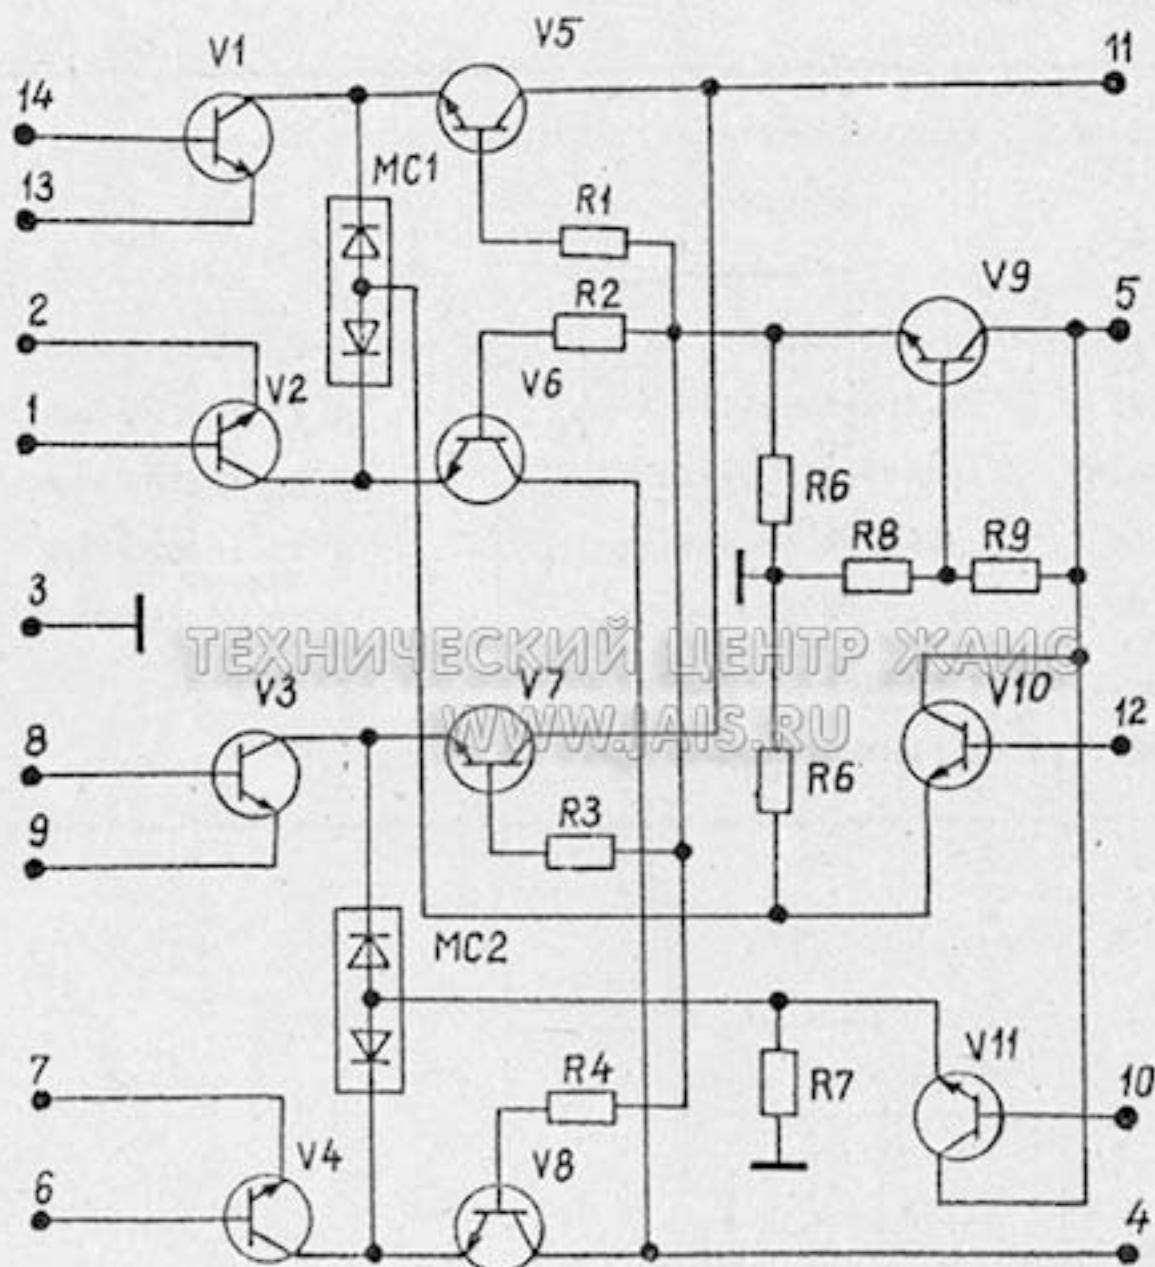 V1
V5
11
14
MC1
13
R1
V9
2
R2
5
V2
V6
1
R6
R8
R9
3
ТЕХНИЧЕСКИЙ ЦЕНТР ЖАИС
V3
V7
V10
WWW.JAIS.RU
8
12
R6
9
R3
MC2
V11
7
R4
R7
10
V4
V8
6
4